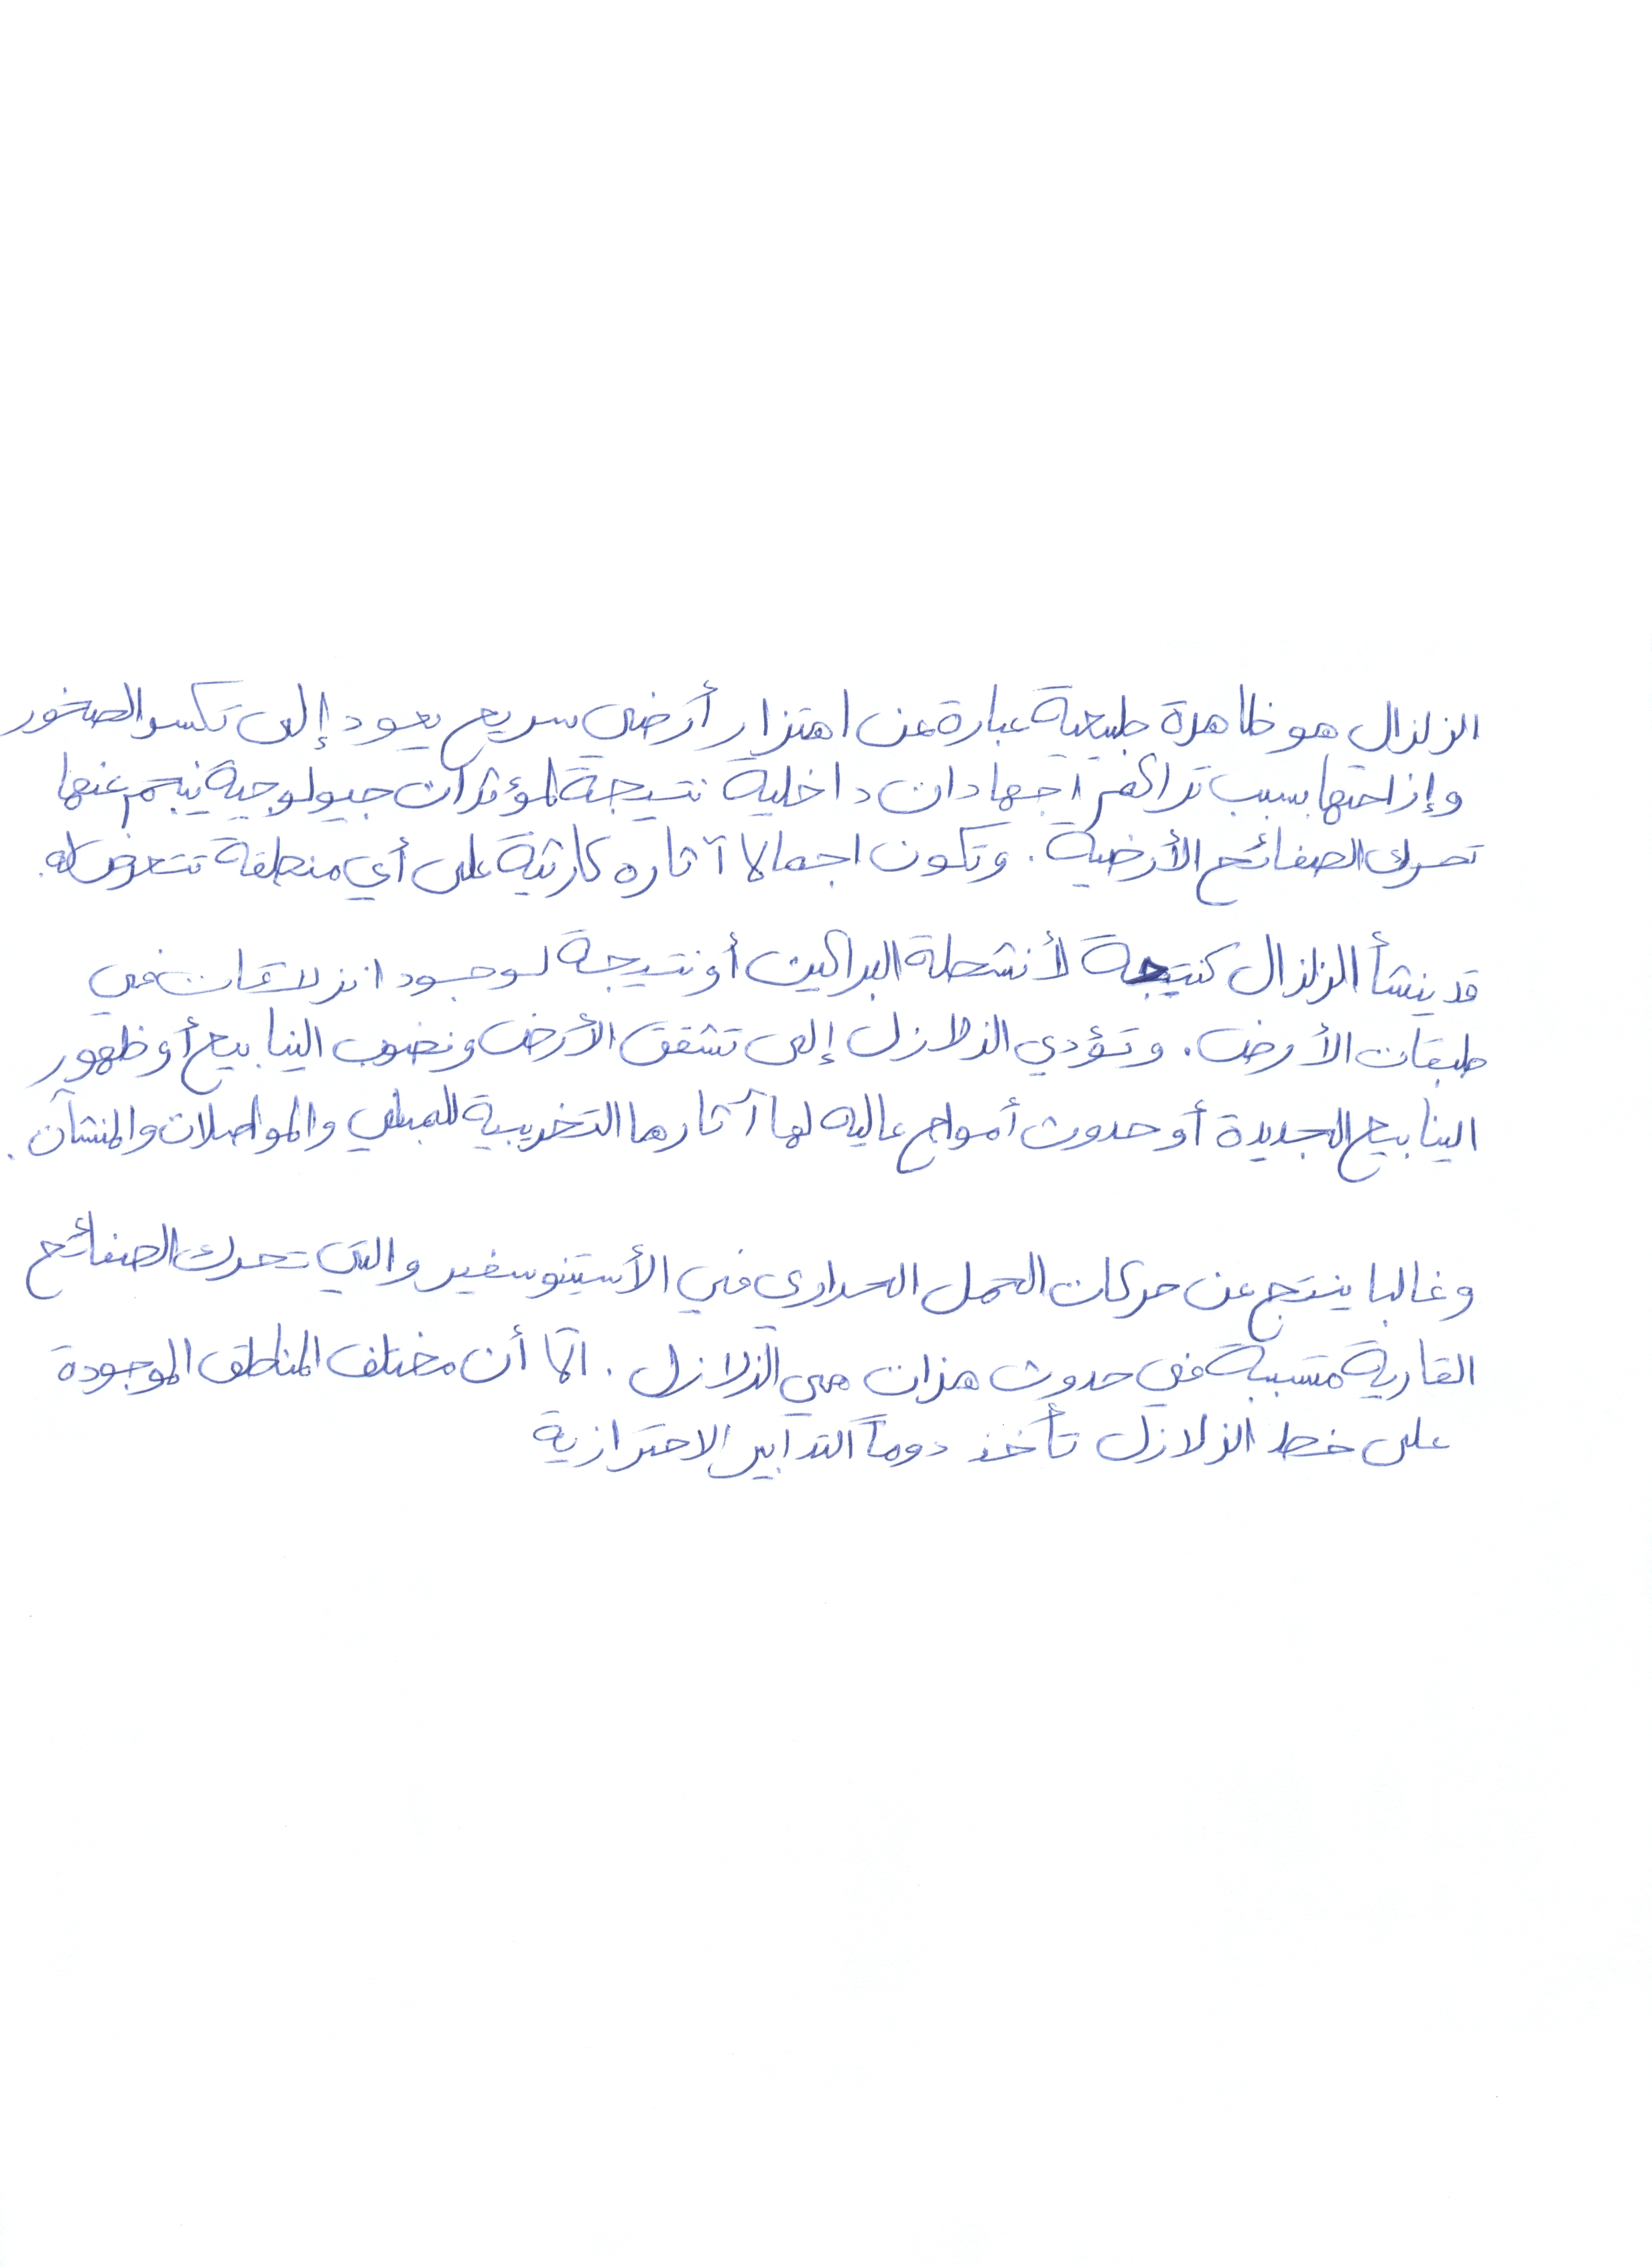 الزلزال هو ظاهرة طبيعية عبارة عن اهتزاز أرضي سريع يعود إلى تكسر الصخور
وإزاحتها بسبب تراكم اجهادات داخلية نتيجة لمؤثرات جيولوجية ينجم عنها
تحرك الصفائح الأرضية. وتكون اجمالا آثاره كارثية على أي منطقة تتعرض له.
قد ينشأ الزلزال كنتيجة لأنشطة البراكين أو نتيجة لوجود انزلاقات في
طبقات الأرض. وتؤدي الزلازل إلى تشقق الأرض ونضوب الينابيع أو ظهور
الينابيع الجديدة أو حدوث أمواج عاليه لها آثارها التخريبية للمباني والمواصلات والمنشآت.
وغالبا ينتج عن حركات الحمل الحراري في الأستينوسفير والتي تحرك الصفائح
القارية متسببة في حدوث هزات هي الزلازل. كما أن مختلف المناطق الموجودة
على خط الزلازل تأخذ دوماً التدابير الاحترازية